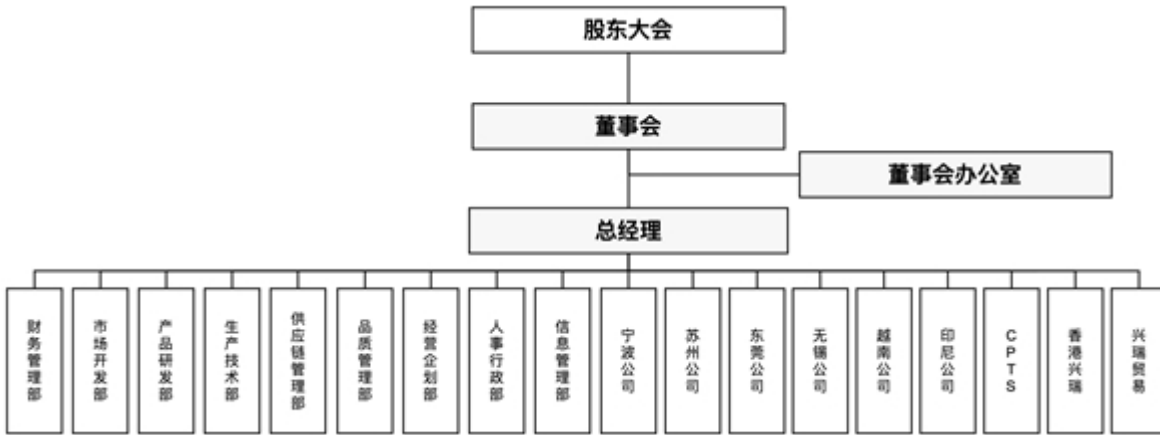 股东大会
董事会
董事会办公室
总经理
财务管理部
市场开发部
产品研发部
生产技术部
供应链管理部
品质管理部
经营企划部
人事行政部
信息管理部
宁波公司
苏州公司
东莞公司
无锡公司
越南公司
印尼公司
CPTS
香港兴瑞
兴瑞贸易